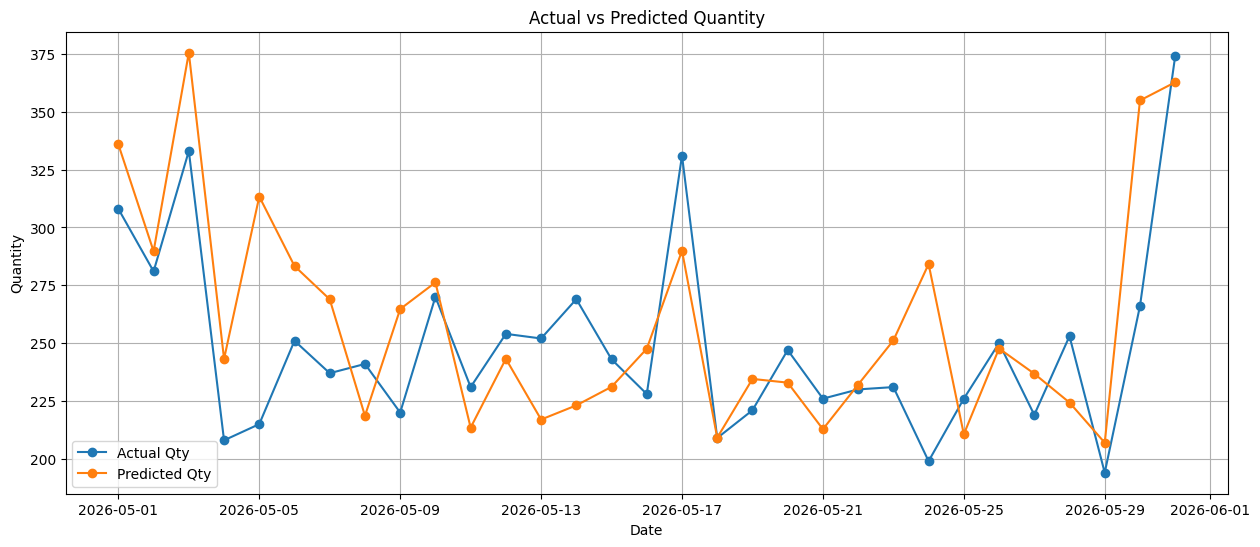 Actual vs Predicted Quantity
375
350
325
300
275
250
225
200
Quantity
Actual Qty
Predicted Qty
2026-05-01 2026-05-05 2026-05-09 2026-05-13 2026-05-17 2026-05-21 2026-05-25 2026-05-29 2026-06-01
Date